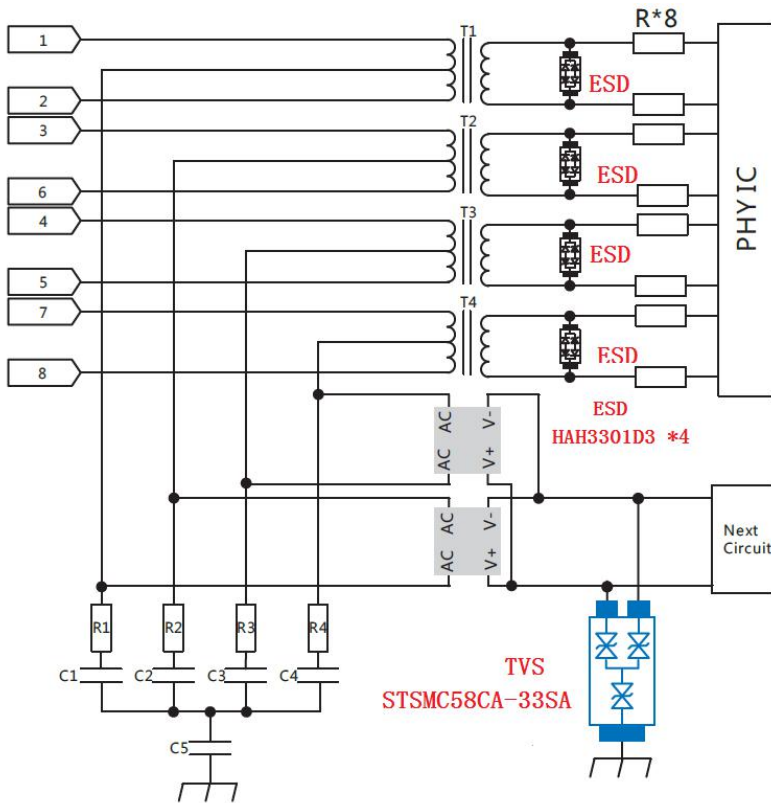 R*8
1
T1
ESD
2
3
T2
ESD
6
4
T3
ESD
5
7
T4
ESD
8
PHY IC
ESD
HAH3301D3 *4
AC
V-
AC
V+
AC
V-
AC
V+
Next
Circuit
R1
R2
R3
R4
C1
C2
C3
C4
TVS
STSMC58CA-33SA
C5